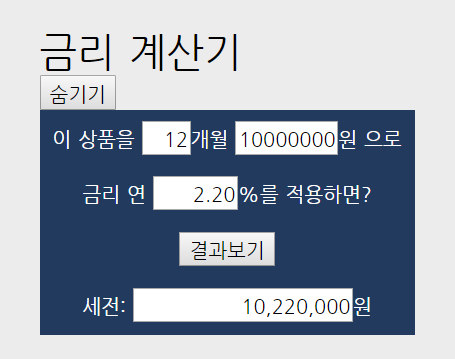 금리 계산기
숨기기
이 상품을 12개월 10000000원 으로
금리 연 2.20%를 적용하면?
결과보기
세전: 10,220,000원